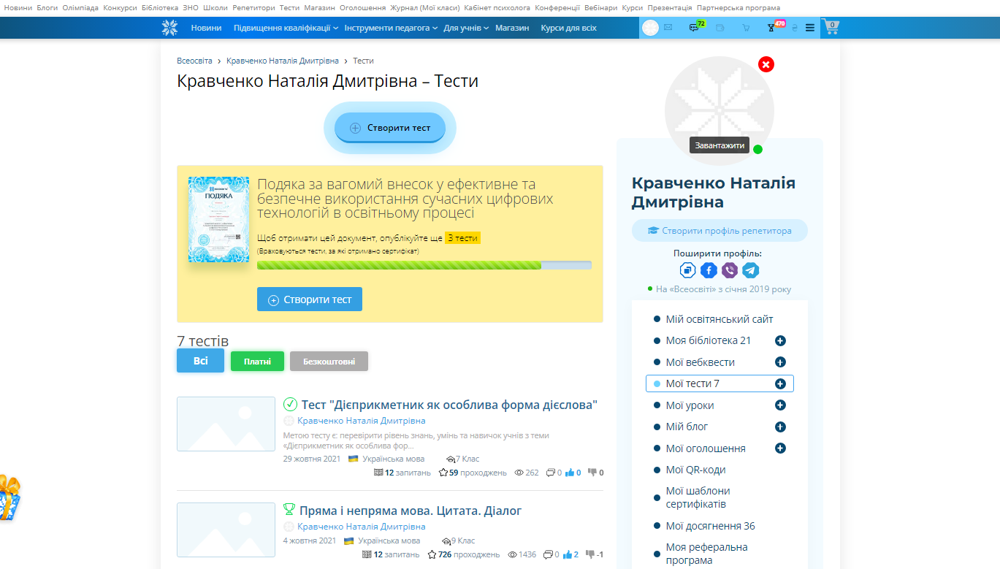 Новини Блоги Олімпіада Конкурси Бібліотека ЗНО Школи Репетитори Тести Магазин Оголошення Журнал (Мої класи) Кабінет психолога Конференції Вебінари Курси Презентація Партнерська програма
Новини Підвищення кваліфікації Інструменти педагога Для учнів Магазин Курси для всіх 72 470 0
Всеосвіта › Кравченко Наталія Дмитрівна › Тести
Кравченко Наталія Дмитрівна – Тести
Створити тест
ПОДЯКА
Подяка за вагомий внесок у ефективне та
безпечне використання сучасних цифрових
технологій в освітньому процесі
Щоб отримати цей документ, опублікуйте ще 3 тести
(Враховуються тести, за які отримано сертифікат)
Створити тест
7 тестів
Всі Платні Безкоштовні
Тест "Дієприкметник як особлива форма дієслова"
Кравченко Наталія Дмитрівна
Метою тесту є: перевірити рівень знань, умінь та навичок учнів з теми
«Дієприкметник як особлива фор...
29 жовтня 2021 Українська мова 7 Клас
12 запитань 59 проходжень 262 0 0 0
Пряма і непряма мова. Цитата. Діалог
Кравченко Наталія Дмитрівна
4 жовтня 2021 Українська мова 9 Клас
12 запитань 726 проходжень 1436 0 2 -1
Завантажити
Кравченко Наталія
Дмитрівна
Створити профіль репетитора
Поширити профіль:
На «Всеосвіті» з січня 2019 року
Мій освітянський сайт
Моя бібліотека 21
Мої вебквести
Мої тести 7
Мої уроки
Мій блог
Мої оголошення
Мої QR-коди
Мої шаблони
сертифікатів
Мої досягнення 36
Моя реферальна
програма